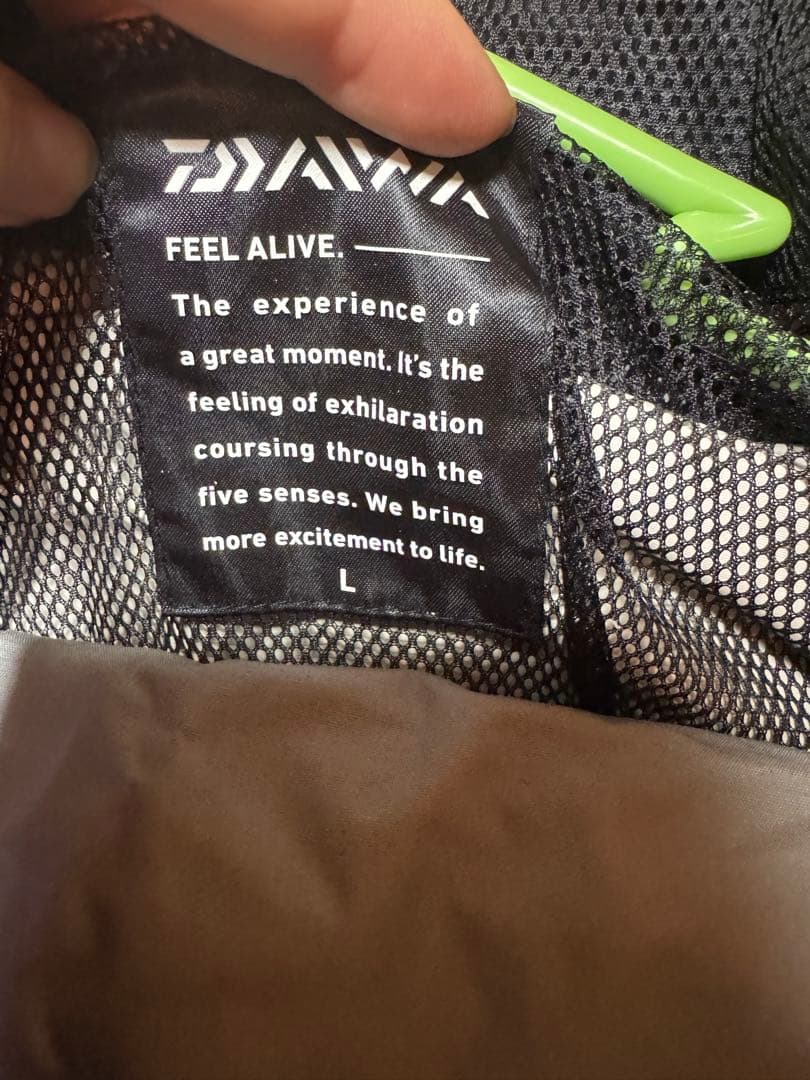 DAIWA
FEEL ALIVE.
The experience of
a great moment. It's the
feeling of exhilaration
coursing through the
five senses. We bring
more excitement to life.
L